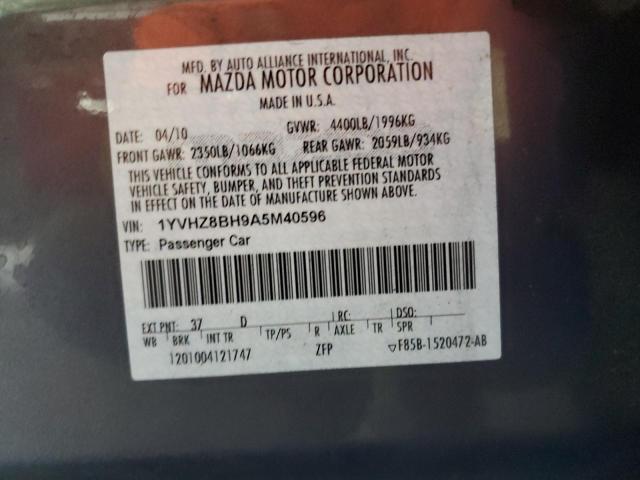 MFD. BY AUTO ALLIANCE INTERNATIONAL, INC.
FOR MAZDA MOTOR CORPORATION
MADE IN U.S.A.
DATE: 04/10 GVWR: 4400LB/1996KG
FRONT GAWR: 2350LB/1066KG REAR GAWR: 2059LB/934KG
THIS VEHICLE CONFORMS TO ALL APPLICABLE FEDERAL MOTOR
VEHICLE SAFETY, BUMPER, AND THEFT PREVENTION STANDARDS
IN EFFECT ON THE DATE OF MANUFACTURE SHOWN ABOVE.
VIN: 1YVHZ8BH9A5M40596
TYPE: Passenger Car
EXT PNT: 37 D RC: DSO:
WB BRK INT TR TP/PS R AXLE TR SPR
1201004121747 ZFP ▽F85B-1520472-AB